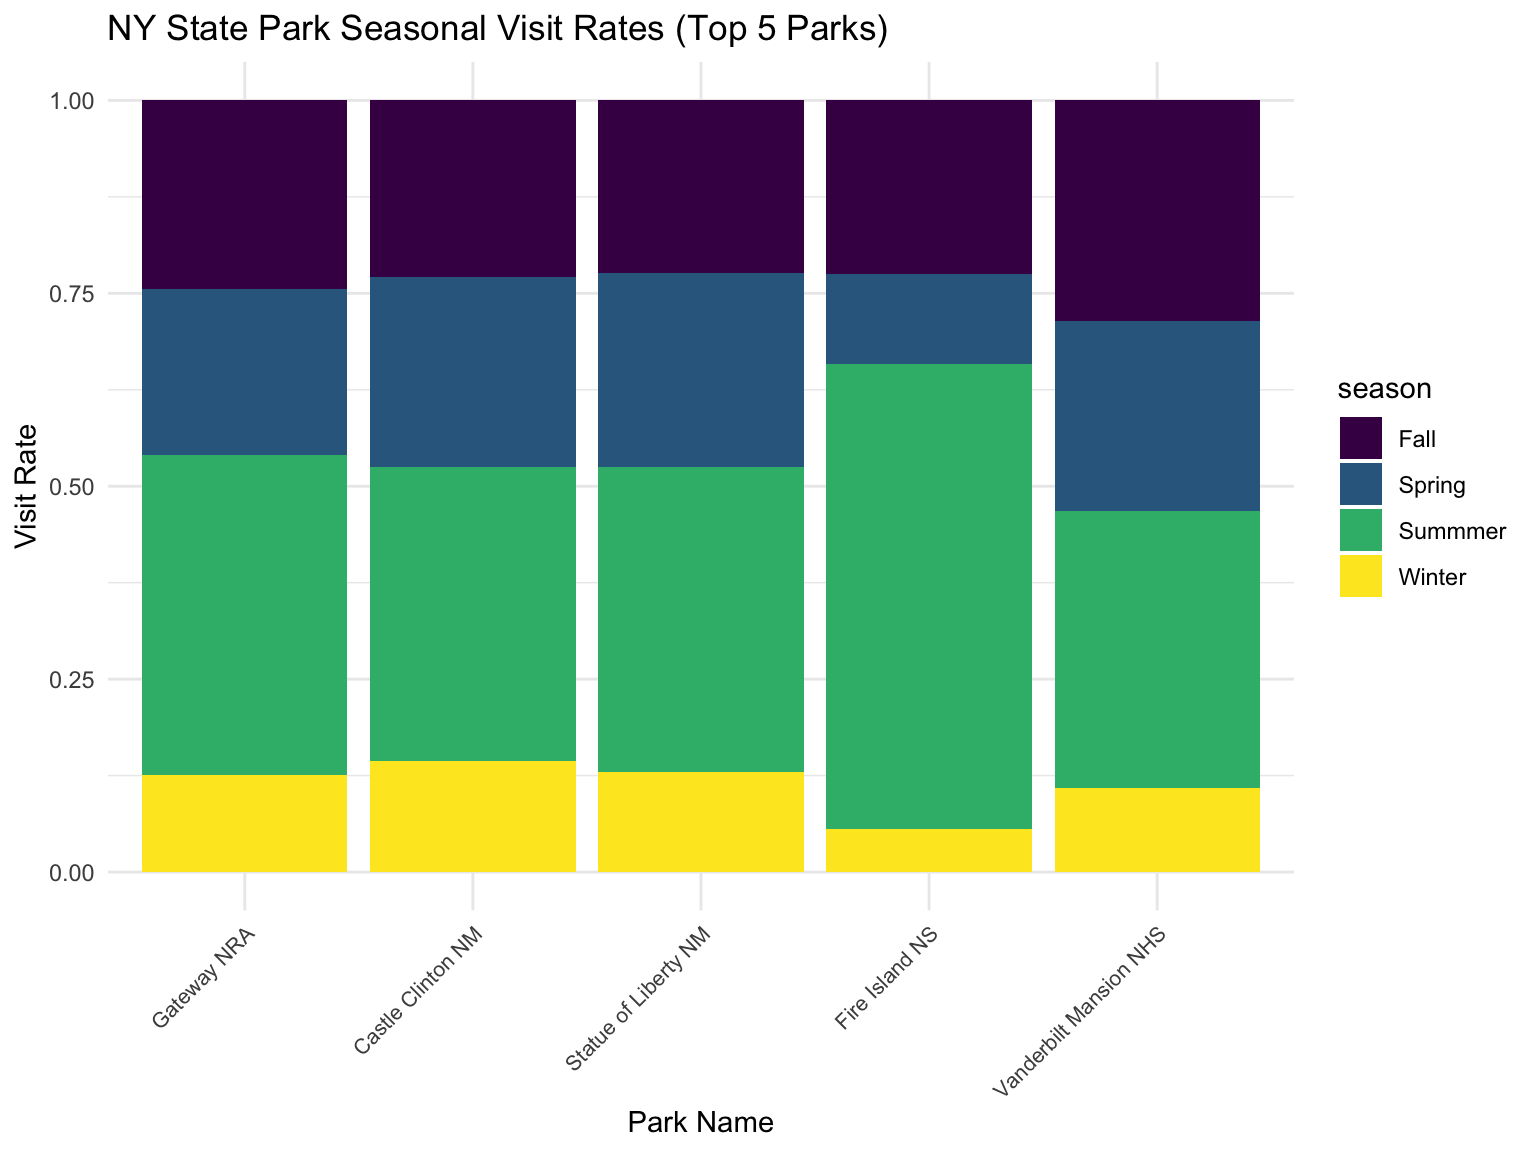 NY State Park Seasonal Visit Rates (Top 5 Parks)
Visit Rate
1.00
0.75
0.50
0.25
0.00
Gateway NRA
Castle Clinton NM
Statue of Liberty NM
Fire Island NS
Vanderbilt Mansion NHS
Park Name
season
Fall
Spring
Summmer
Winter